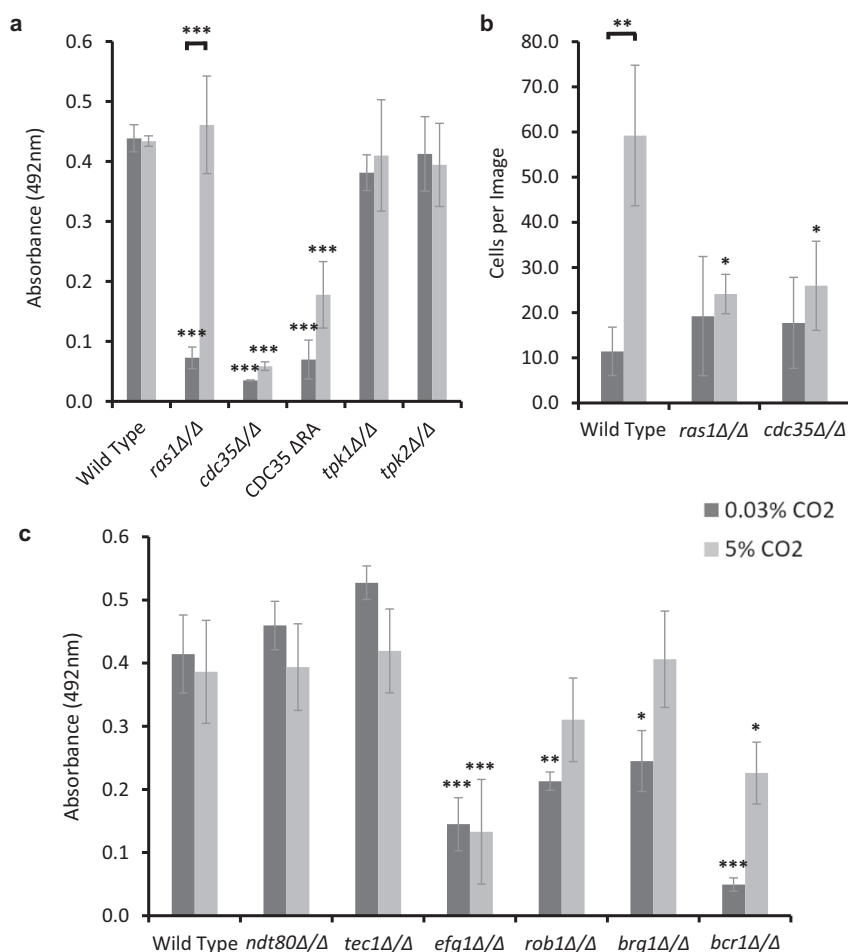 a
***
0.6
0.5
0.4
0.3
0.2
0.1
0.0
Absorbance (492nm)
***
***
***
***
***
Wild Type
ras1Δ/Δ
cdc35Δ/Δ
CDC35 ΔRA
tpk1Δ/Δ
tpk2Δ/Δ
b
**
80.0
70.0
60.0
50.0
40.0
30.0
20.0
10.0
0.0
Cells per Image
*
*
Wild Type ras1Δ/Δ cdc35Δ/Δ
0.03% CO2
5% CO2
c
0.6
0.5
0.4
0.3
0.2
0.1
0.0
Absorbance (492nm)
***
***
**
*
***
*
Wild Type ndt80Δ/Δ tec1Δ/Δ efg1Δ/Δ rob1Δ/Δ brg1Δ/Δ bcr1Δ/Δ